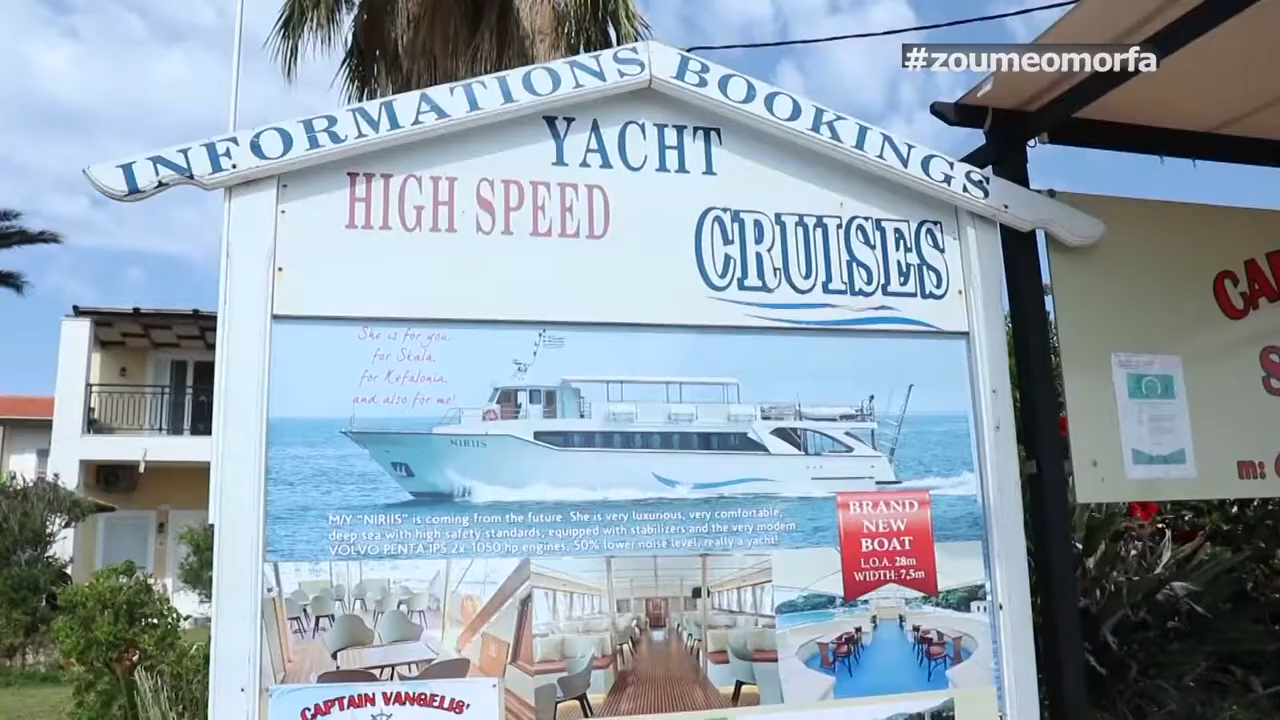 #zoumeomorfa
INFORMATIONS BOOKINGS
YACHT
HIGH SPEED
CRUISES
She is for you
for Skala
for Kefalonia
and also for me!
NIRIIS
M/Y "NIRIIS" is coming from the future. She is very luxurious, very comfortable,
deep sea with high safety standards, equipped with stabilizers and the very modern
VOLVO PENTA IPS 2x 1050 hp engines, 50% lower noise level, really a yacht!
BRAND
NEW
BOAT
L.O.A. 28m
WIDTH: 7,5m
CAPTAIN VANGELIS'
m: